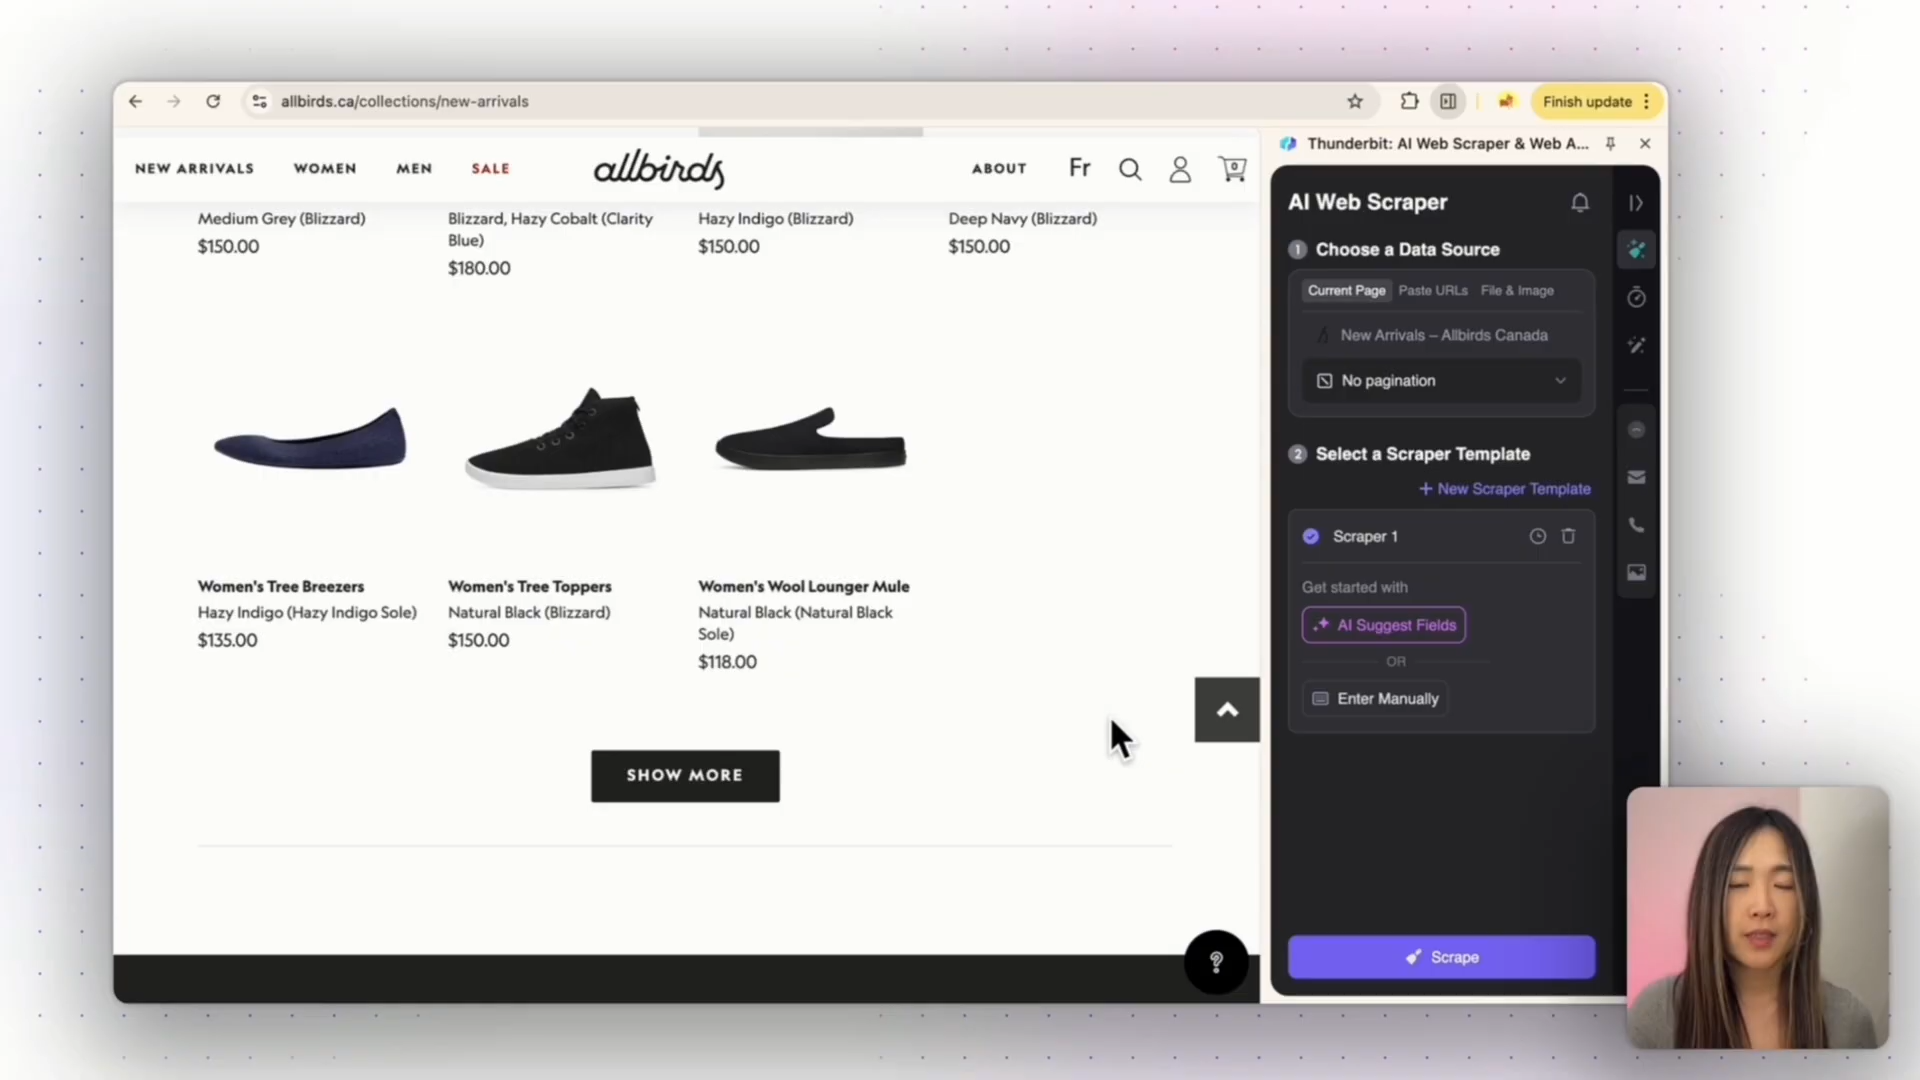 allbirds.ca/collections/new-arrivals
Finish update
NEW ARRIVALS
WOMEN
MEN
SALE
allbirds
ABOUT
Fr
0
Medium Grey (Blizzard)
$150.00
Blizzard, Hazy Cobalt (Clarity
Blue)
$180.00
Hazy Indigo (Blizzard)
$150.00
Deep Navy (Blizzard)
$150.00
Women's Tree Breezers
Hazy Indigo (Hazy Indigo Sole)
$135.00
Women's Tree Toppers
Natural Black (Blizzard)
$150.00
Women's Wool Lounger Mule
Natural Black (Natural Black
Sole)
$118.00
SHOW MORE
?
Thunderbit: AI Web Scraper & Web A...
AI Web Scraper
1 Choose a Data Source
Current Page
Paste URLs
File & Image
New Arrivals – Allbirds Canada
No pagination
2 Select a Scraper Template
+ New Scraper Template
Scraper 1
Get started with
AI Suggest Fields
OR
Enter Manually
Scrape